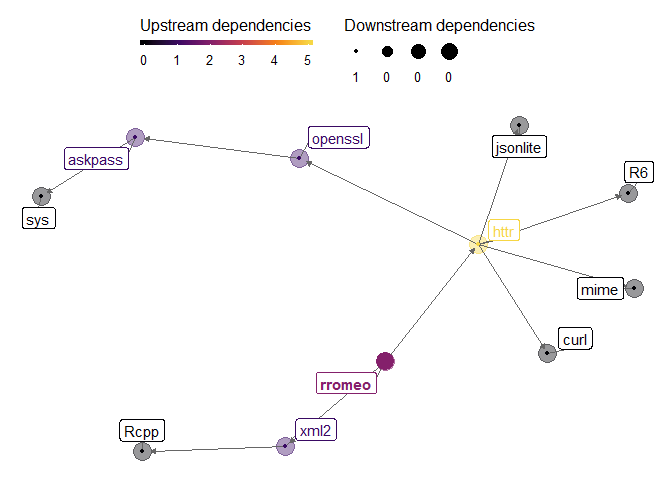 Upstream dependencies
0 1 2 3 4 5
Downstream dependencies
1 0 0 0
openssl
askpass
jsonlite
R6
sys
httr
mime
curl
rromeo
Rcpp
xml2